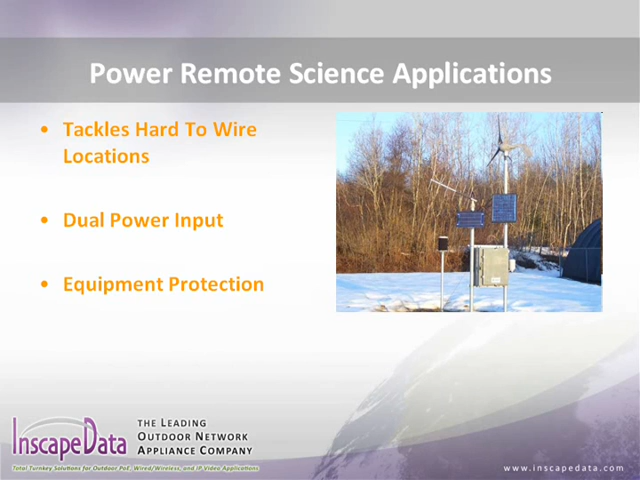 Power Remote Science Applications
• Tackles Hard To Wire
Locations
• Dual Power Input
• Equipment Protection
InscapeData
THE LEADING
OUTDOOR NETWORK
APPLIANCE COMPANY
Total Turnkey Solutions for Outdoor PoE, Wired/Wireless, and IP Video Applications
www.inscapedata.com